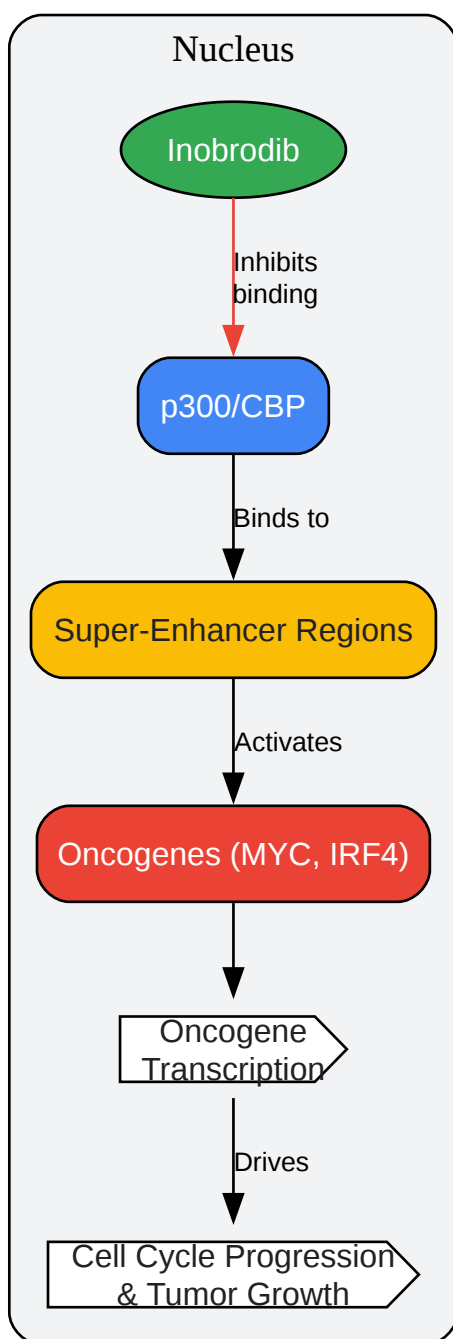 Nucleus
Inobrodib
Inhibits
binding
p300/CBP
Binds to
Super-Enhancer Regions
Activates
Oncogenes (MYC, IRF4)
Oncogene
Transcription
Drives
Cell Cycle Progression
& Tumor Growth